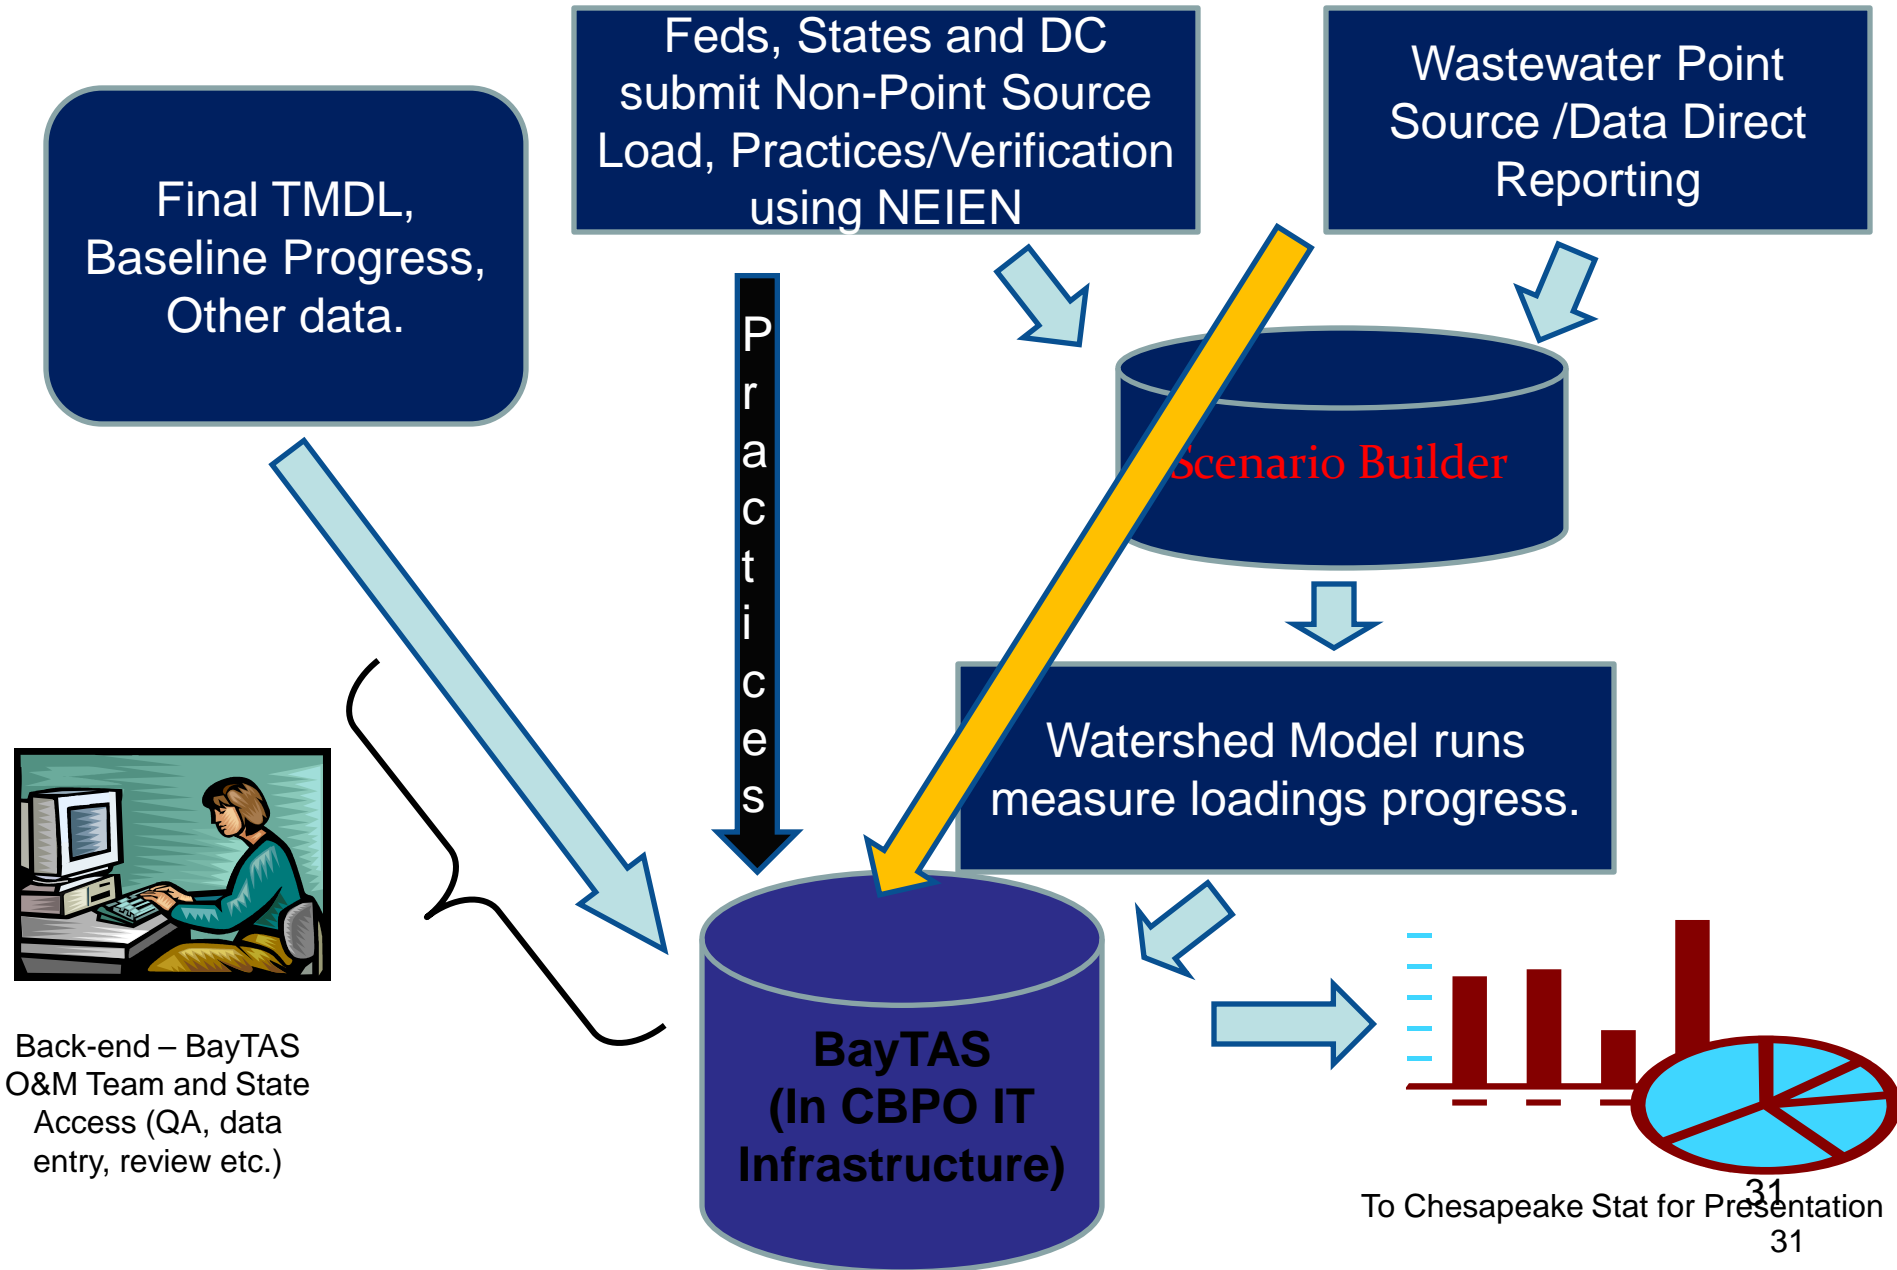 Feds, States and DC
submit Non-Point Source
Load, Practices/Verification
using NEIEN
Wastewater Point
Source /Data Direct
Reporting
Final TMDL,
Baseline Progress,
Other data.
Practices
Scenario Builder
Watershed Model runs
measure loadings progress.
Back-end – BayTAS
O&M Team and State
Access (QA, data
entry, review etc.)
BayTAS
(In CBPO IT
Infrastructure)
31
To Chesapeake Stat for Presentation
31